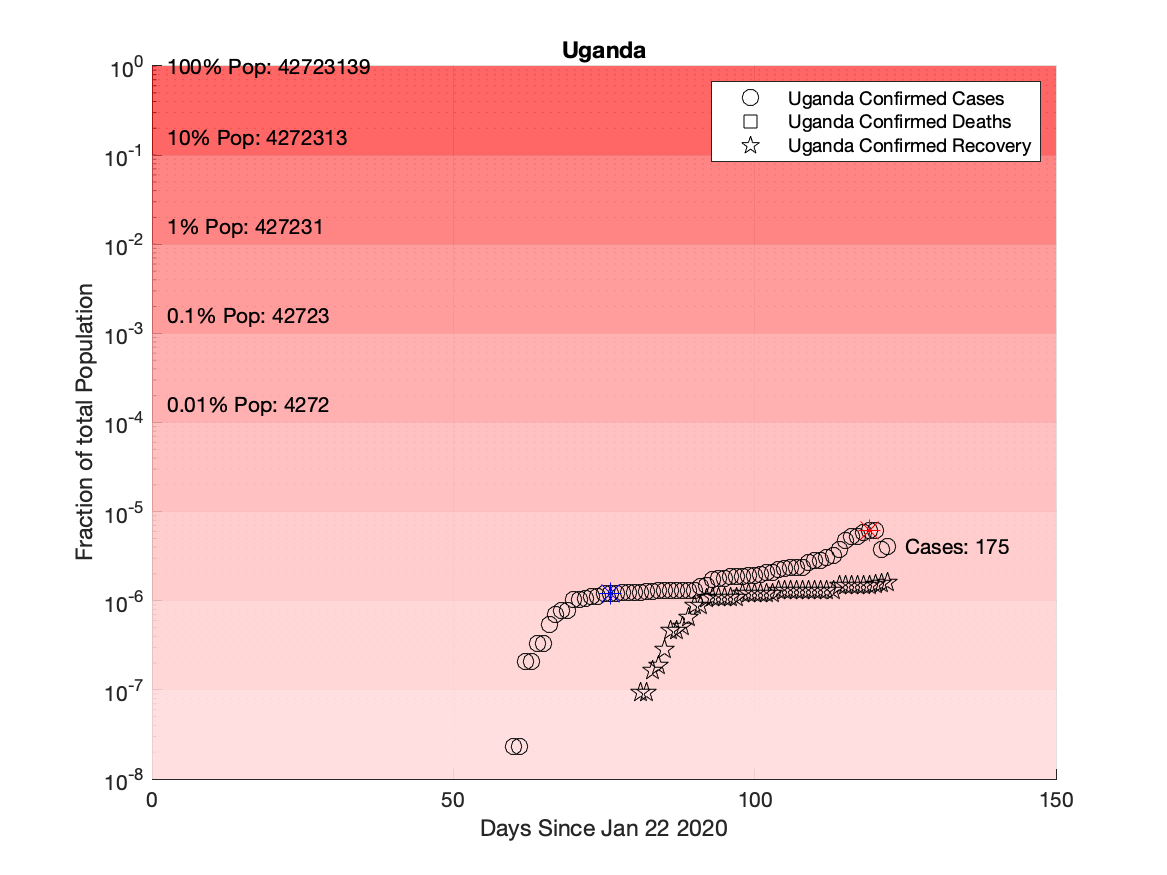 Uganda
10^0
100% Pop: 42723139
Uganda Confirmed Cases
Uganda Confirmed Deaths
Uganda Confirmed Recovery
10% Pop: 4272313
10^-1
1% Pop: 427231
10^-2
0.1% Pop: 42723
10^-3
0.01% Pop: 4272
10^-4
10^-5
Cases: 175
10^-6
10^-7
10^-8
Fraction of total Population
0 50 100 150
Days Since Jan 22 2020